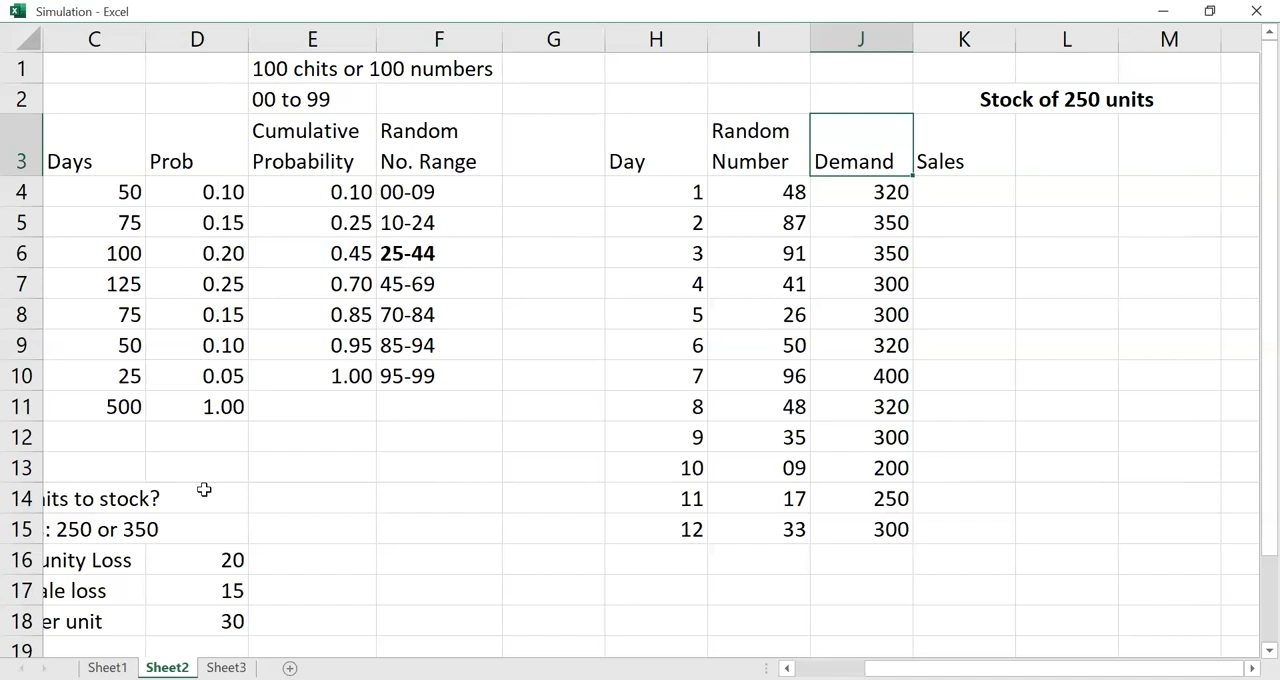 Simulation - Excel
C D E F G H I J K L M
1 100 chits or 100 numbers
2 00 to 99 Stock of 250 units
3 Days Prob Cumulative Probability Random No. Range Day Random Number Demand Sales
4 50 0.10 0.10 00-09 1 48 320
5 75 0.15 0.25 10-24 2 87 350
6 100 0.20 0.45 25-44 3 91 350
7 125 0.25 0.70 45-69 4 41 300
8 75 0.15 0.85 70-84 5 26 300
9 50 0.10 0.95 85-94 6 50 320
10 25 0.05 1.00 95-99 7 96 400
11 500 1.00 8 48 320
12 9 35 300
13 10 09 200
14 its to stock? 11 17 250
15 : 250 or 350 12 33 300
16 unity Loss 20
17 ale loss 15
18 er unit 30
19
Sheet1 Sheet2 Sheet3